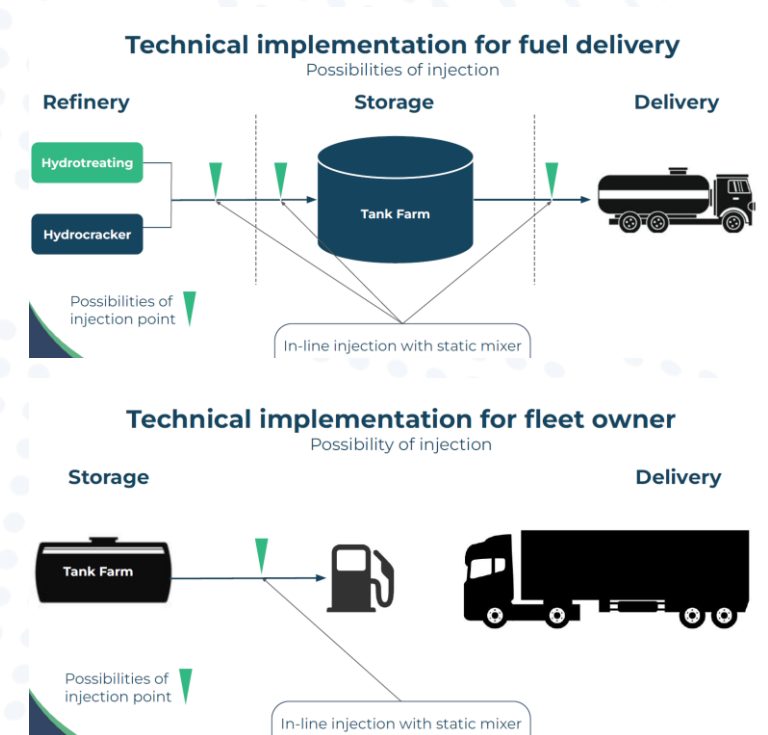 Technical implementation for fuel delivery
Possibilities of injection
Refinery
Storage
Delivery
Hydrotreating
Hydrocracker
Tank Farm
Possibilities of
injection point
In-line injection with static mixer
Technical implementation for fleet owner
Possibility of injection
Storage
Delivery
Tank Farm
Possibilities of
injection point
In-line injection with static mixer